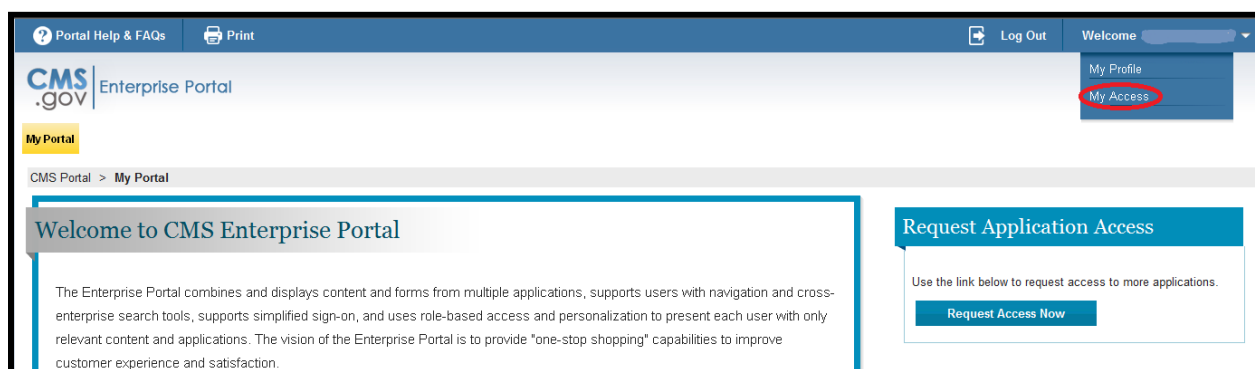 Portal Help & FAQs Print Log Out Welcome
My Profile
My Access
CMS .gov Enterprise Portal
My Portal
CMS Portal > My Portal
Welcome to CMS Enterprise Portal
The Enterprise Portal combines and displays content and forms from multiple applications, supports users with navigation and cross-
enterprise search tools, supports simplified sign-on, and uses role-based access and personalization to present each user with only
relevant content and applications. The vision of the Enterprise Portal is to provide "one-stop shopping" capabilities to improve
customer experience and satisfaction.
Request Application Access
Use the link below to request access to more applications.
Request Access Now